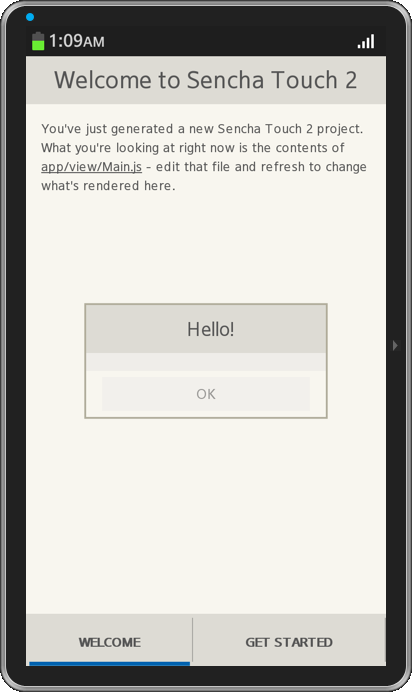 1:09AM
Welcome to Sencha Touch 2
You've just generated a new Sencha Touch 2 project.
What you're looking at right now is the contents of
app/view/Main.js - edit that file and refresh to change
what's rendered here.
Hello!
OK
WELCOME
GET STARTED